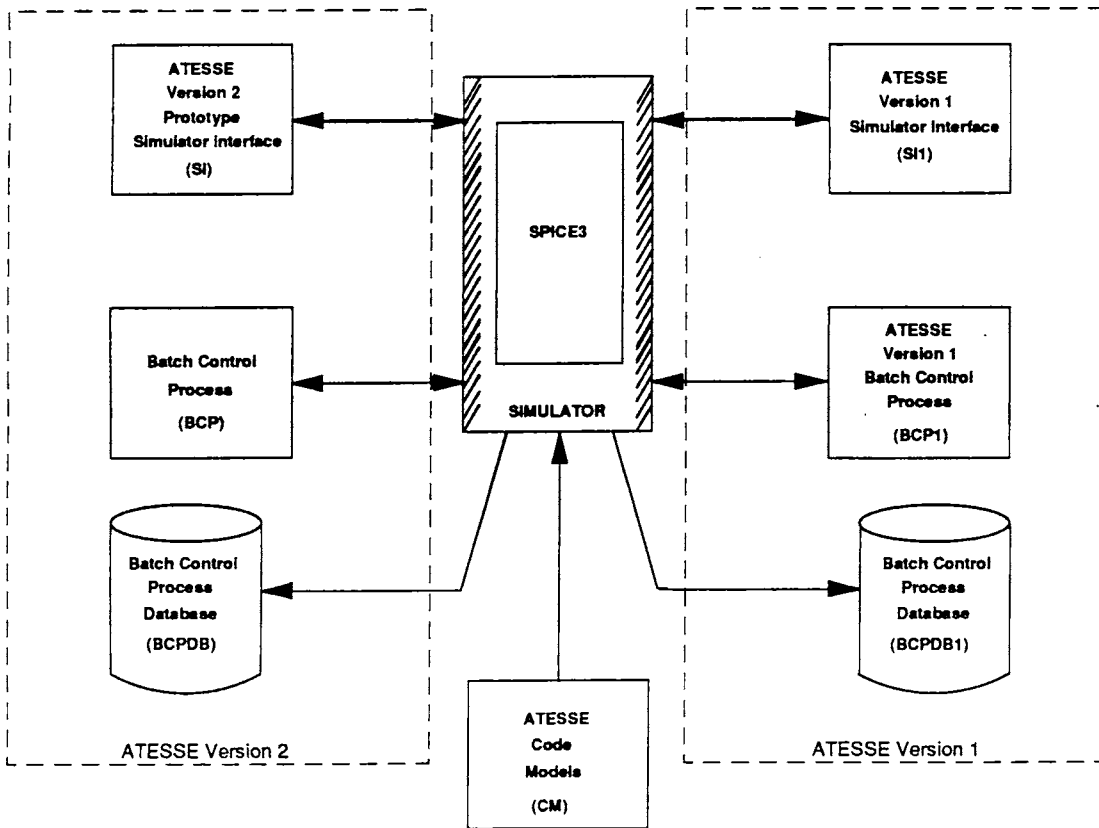 ATESSE
Version 2
Prototype
Simulator Interface
(SI)
SPICE3
SIMULATOR
ATESSE
Version 1
Simulator Interface
(SI1)
Batch Control
Process
(BCP)
ATESSE
Version 1
Batch Control
Process
(BCP1)
Batch Control
Process
Database
(BCPDB)
Batch Control
Process
Database
(BCPDB1)
ATESSE Version 2
ATESSE
Code
Models
(CM)
ATESSE Version 1